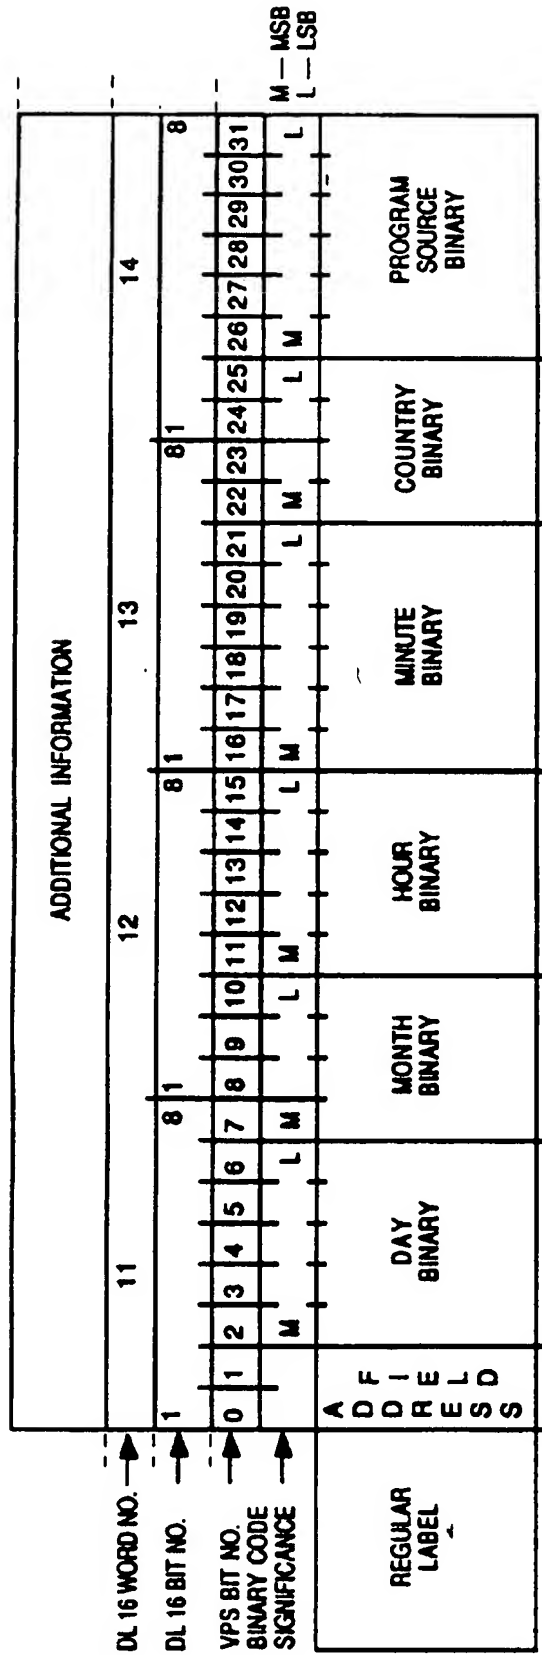 ADDITIONAL INFORMATION
DL 16 WORD NO. 11 12 13 14
DL 16 BIT NO. 1 8 1 8 1 8 1 8
VPS BIT NO. 0 1 2 3 4 5 6 7 8 9 10 11 12 13 14 15 16 17 18 19 20 21 22 23 24 25 26 27 28 29 30 31
BINARY CODE
SIGNIFICANCE M L M L M L M L M L M L
M — MSB
L — LSB
REGULAR
LABEL
ADDRESS
FIELD
DAY
BINARY
MONTH
BINARY
HOUR
BINARY
MINUTE
BINARY
COUNTRY
BINARY
PROGRAM
SOURCE
BINARY